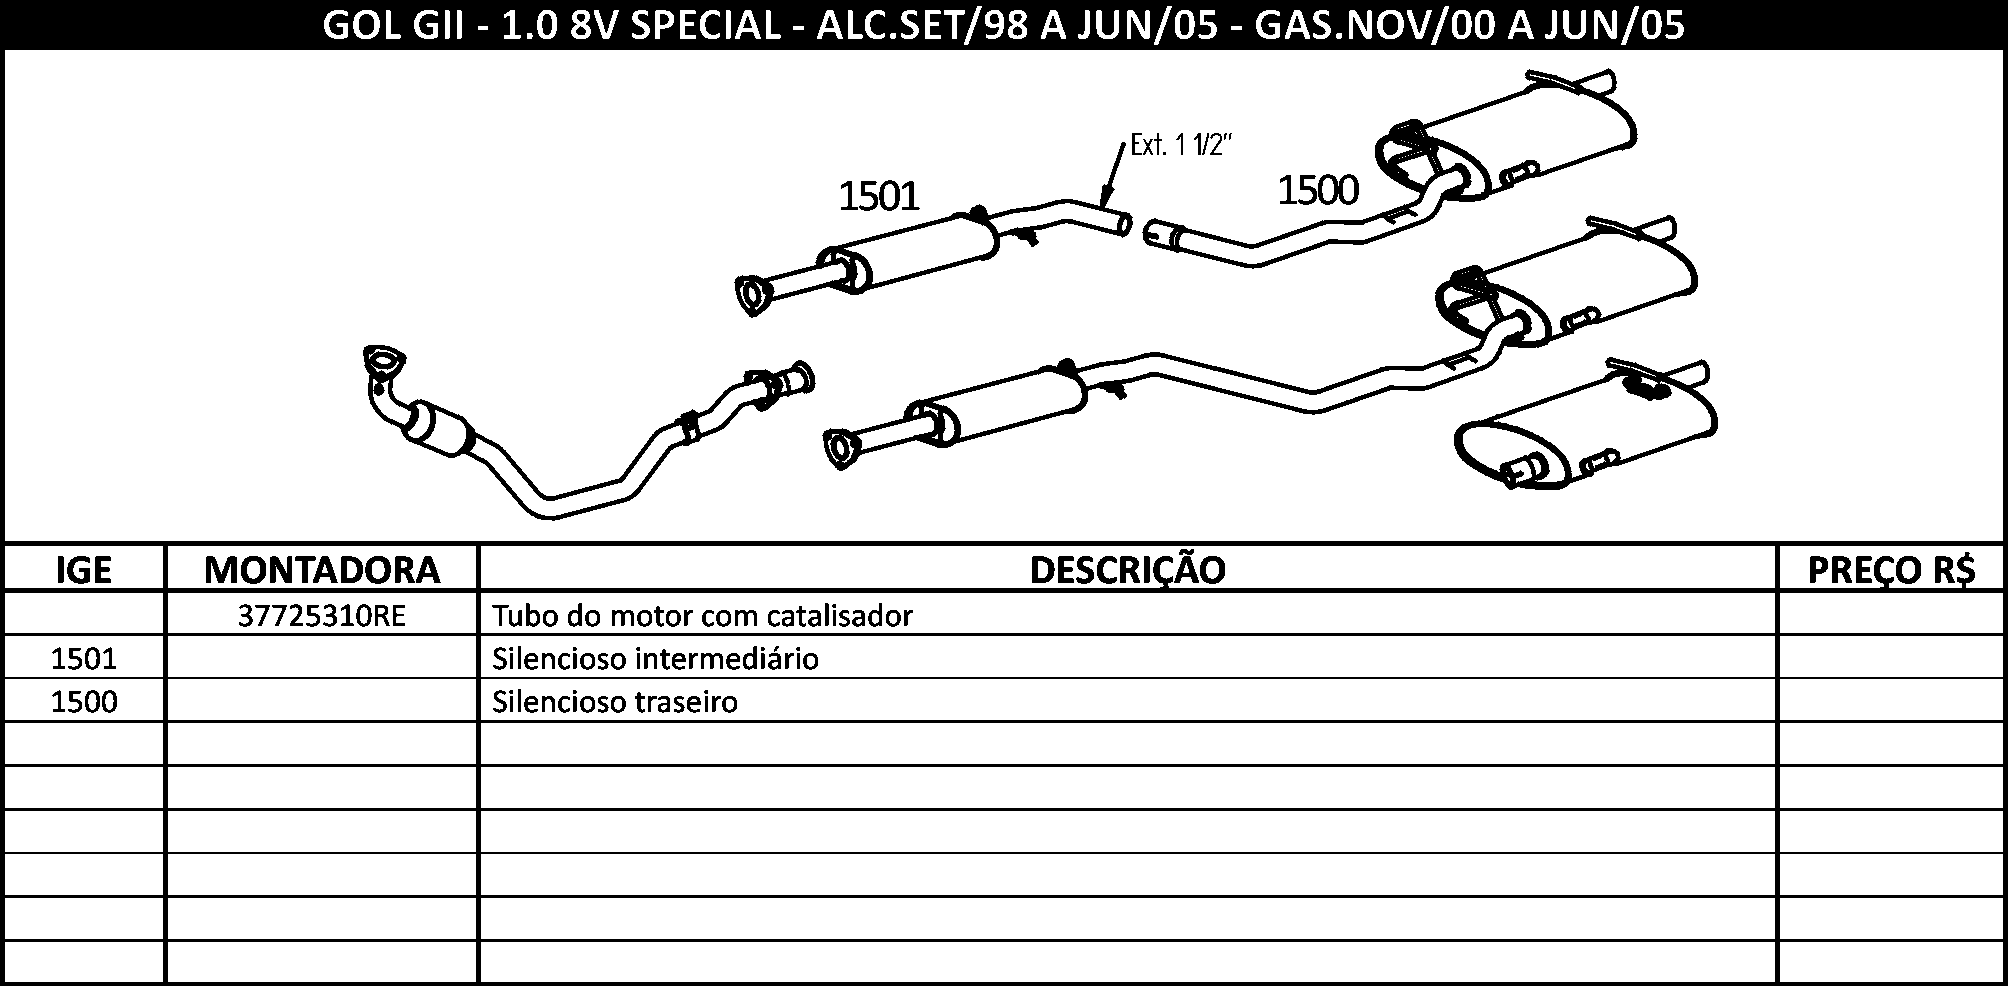 GOL GII - 1.0 8V SPECIAL - ALC.SET/98 A JUN/05 - GAS.NOV/00 A JUN/05
Ext. 1 1/2"
1501
1500
IGE MONTADORA DESCRIÇÃO PREÇO R$
37725310RE Tubo do motor com catalisador
1501 Silencioso intermediário
1500 Silencioso traseiro